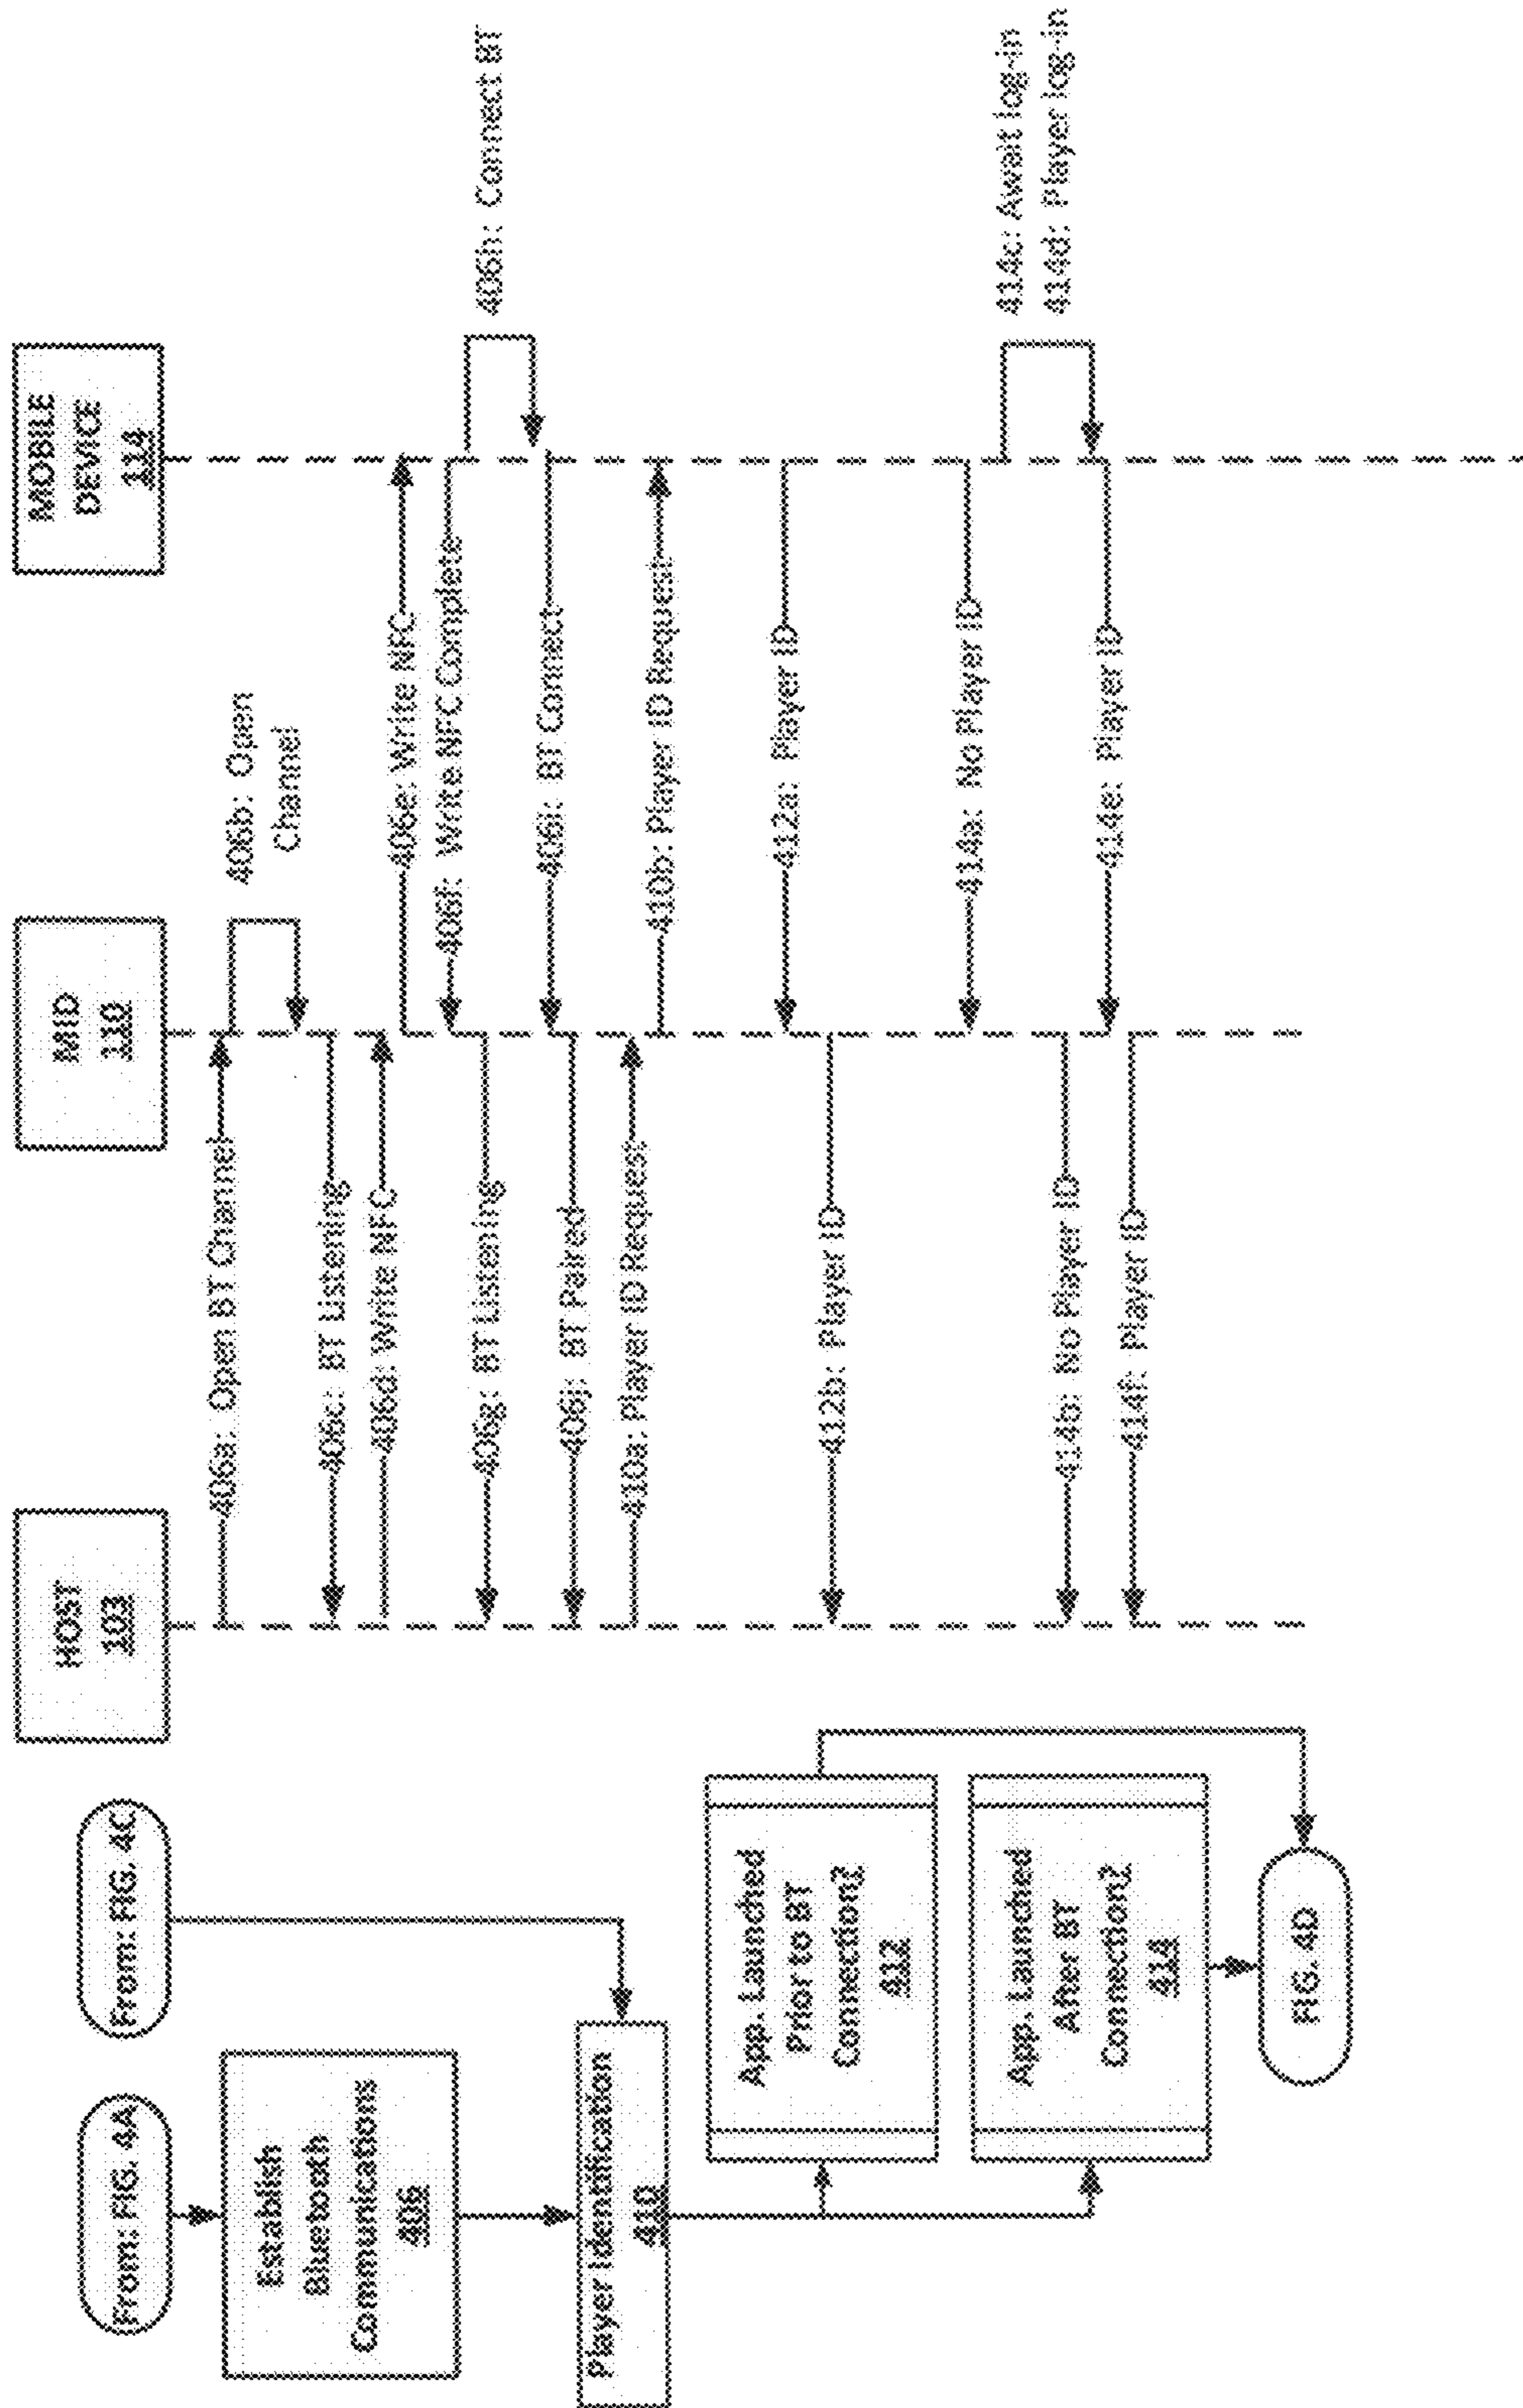 From: FIG. 4A
From: FIG. 4C
HOST
103
MID
110
MOBILE
DEVICE
114
Establish
Bluetooth
Communications
406
406a: Open BT Channel
406b: Open
Channel
406c: BT Listening
406d: Write NFC
406e: Write NFC
406f: Write NFC Complete
406g: BT Listening
406h: Connect BT
406i: BT Connect
406j: BT Paired
Player Identification
410
410a: Player ID Request
410b: Player ID Request
App. Launched
Prior to BT
Connection?
412
412a: Player ID
412b: Player ID
App. Launched
After BT
Connection?
414
414a: No Player ID
414b: No Player ID
414c: Await log-in
414d: Player log-in
414e: Player ID
414f: Player ID
FIG. 4D